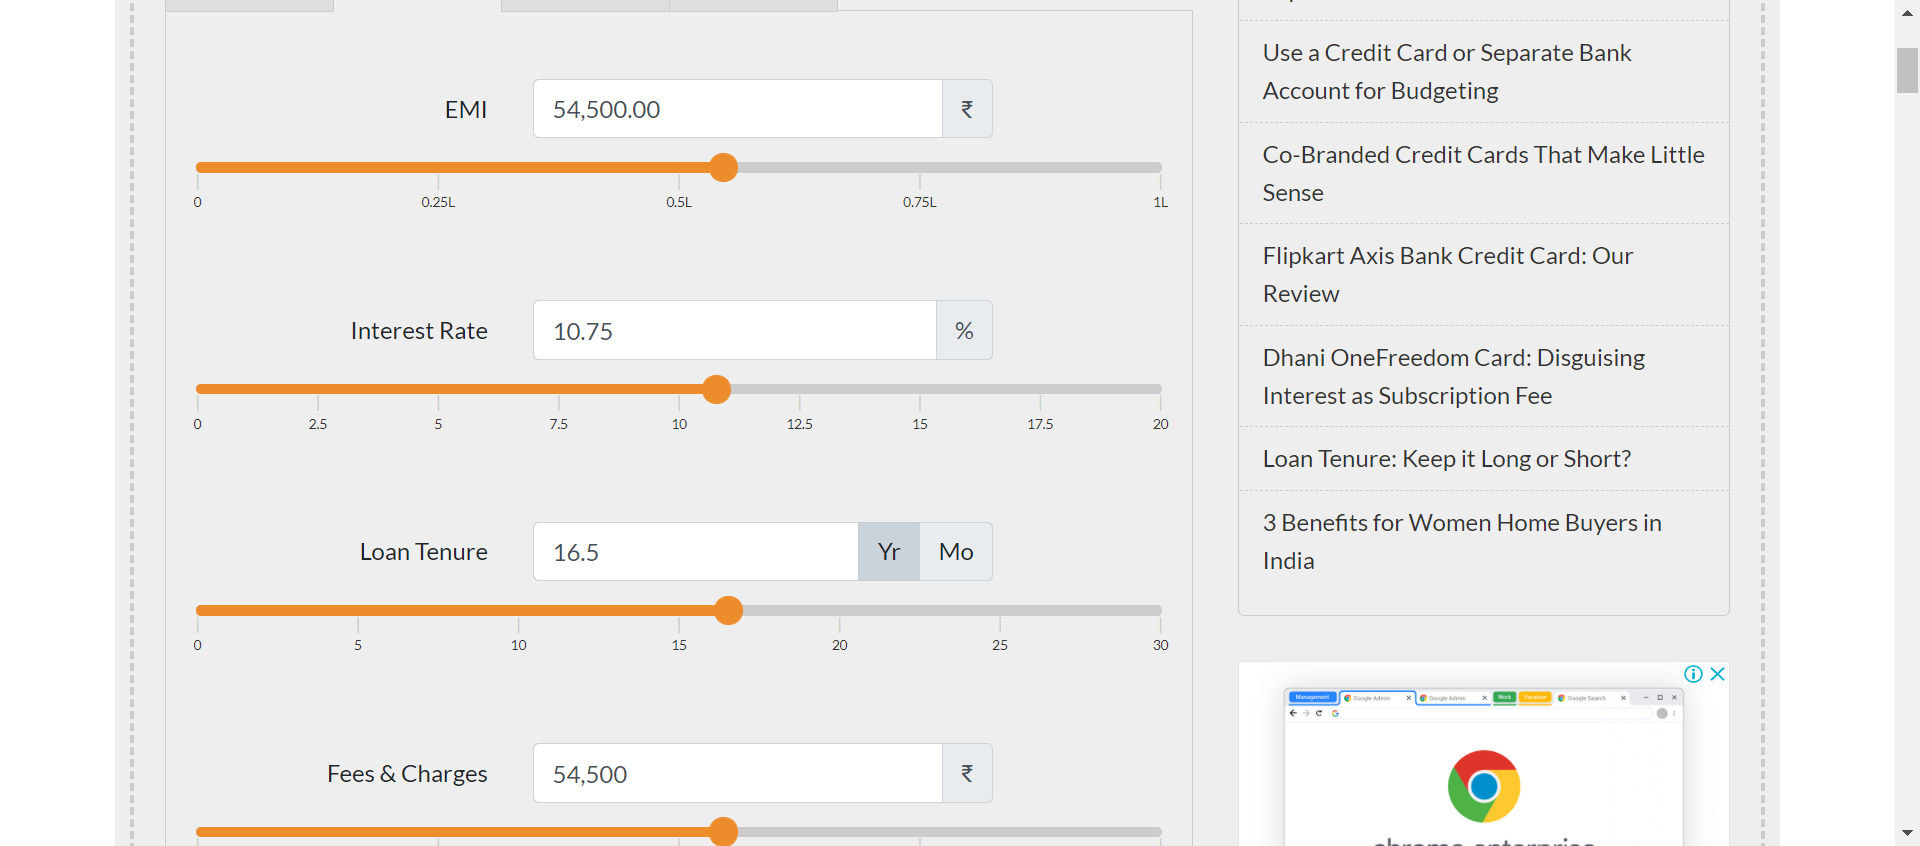 EMI
54,500.00
₹
0
0.25L
0.5L
0.75L
1L
Interest Rate
10.75
%
0
2.5
5
7.5
10
12.5
15
17.5
20
Loan Tenure
16.5
Yr
Mo
0
5
10
15
20
25
30
Fees & Charges
54,500
₹
Use a Credit Card or Separate Bank
Account for Budgeting
Co-Branded Credit Cards That Make Little
Sense
Flipkart Axis Bank Credit Card: Our
Review
Dhani OneFreedom Card: Disguising
Interest as Subscription Fee
Loan Tenure: Keep it Long or Short?
3 Benefits for Women Home Buyers in
India
Management
Google Admin
Google Admin
Work
Vacation
Google Search
chrome enterprise